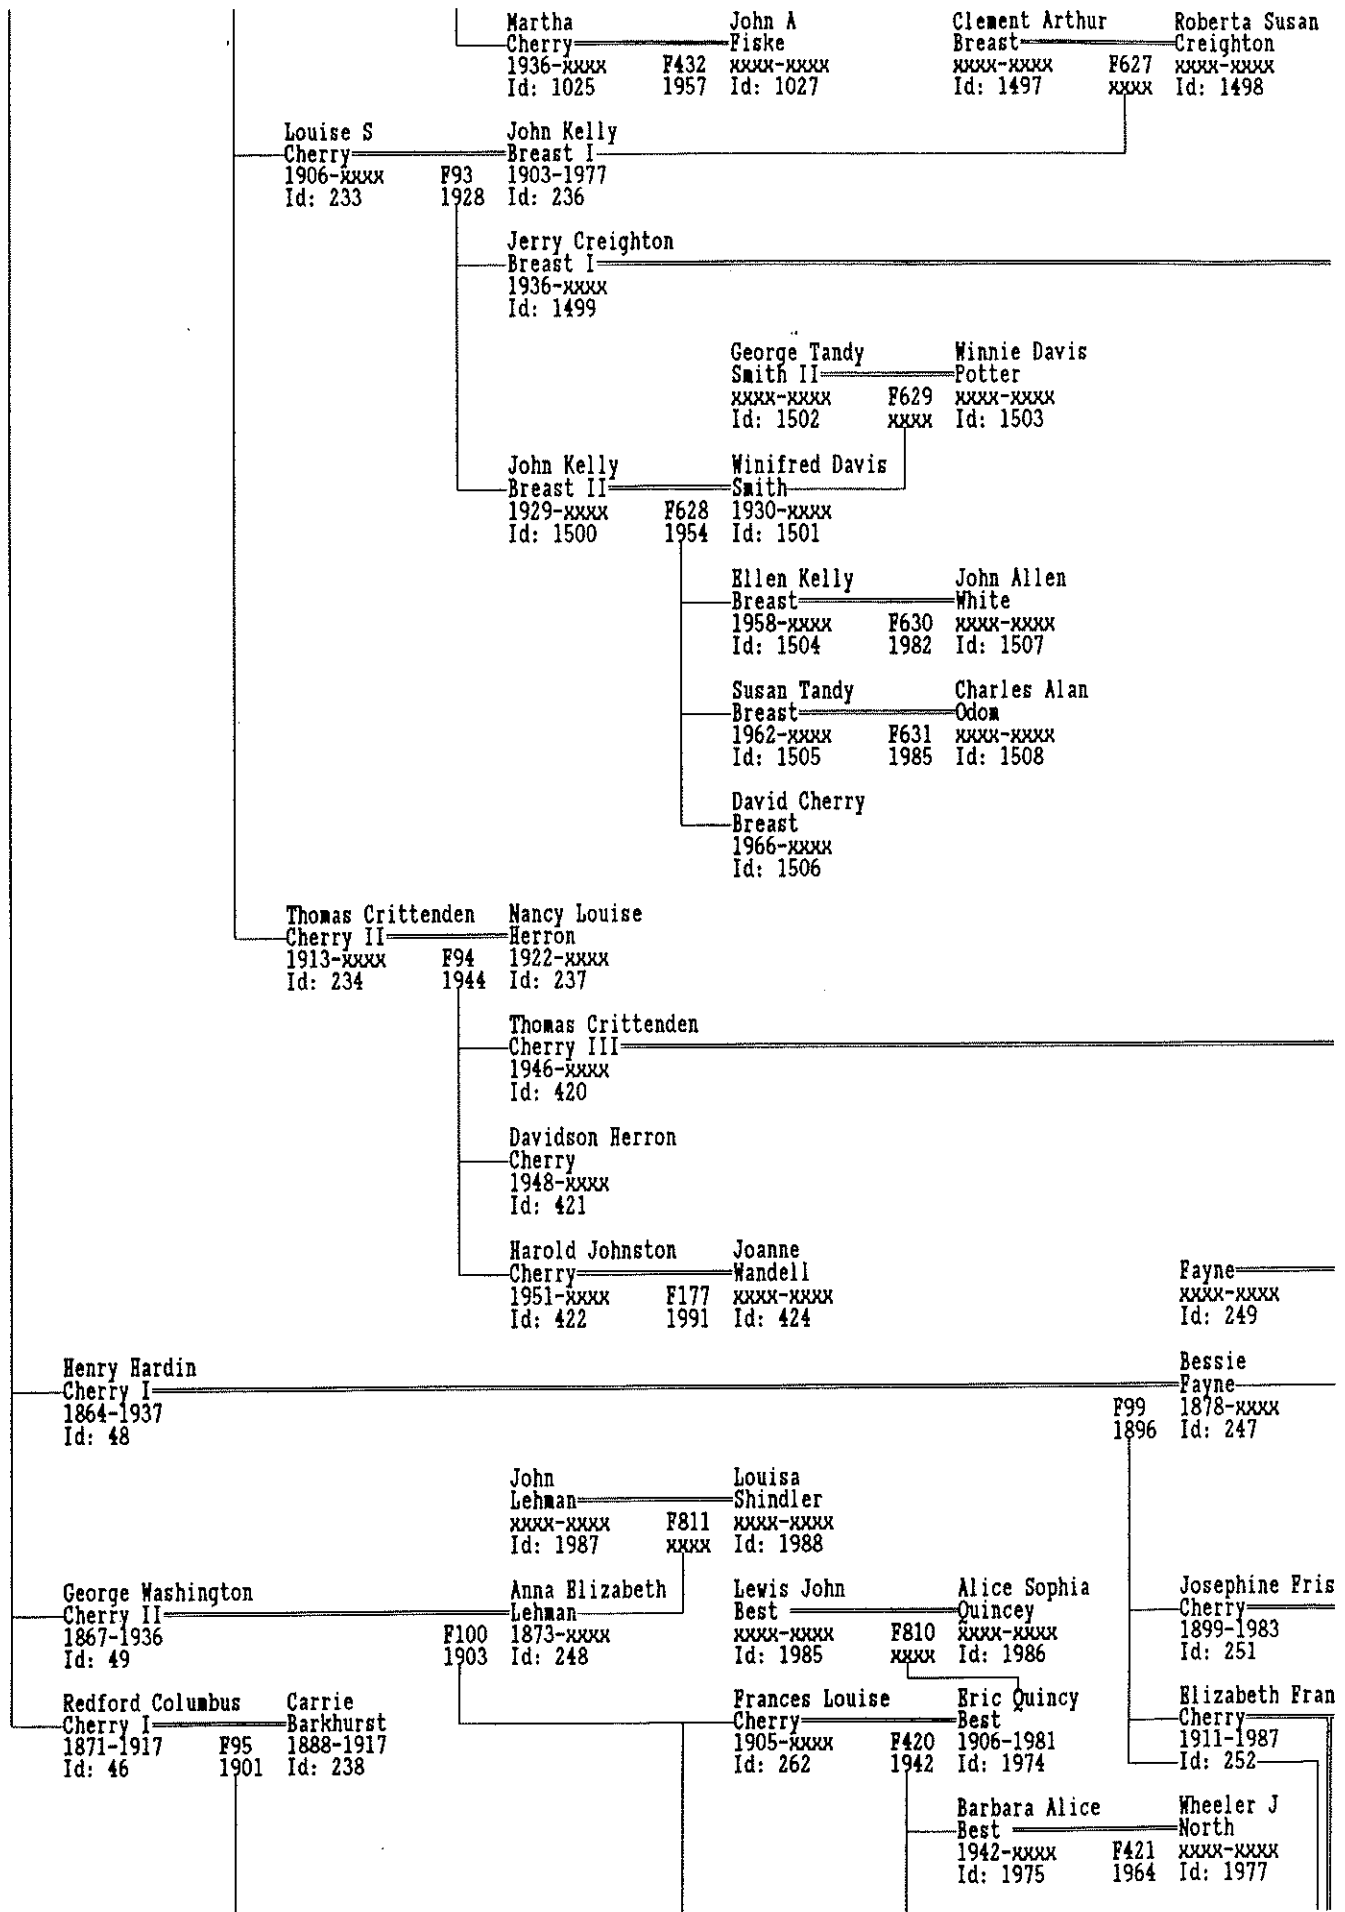 Martha John A Clement Arthur Roberta Susan
Cherry Fiske Breast Creighton
1936-xxxx F432 xxxx-xxxx xxxx-xxxx F627 xxxx-xxxx
Id: 1025 1957 Id: 1027 Id: 1497 xxxx Id: 1498
Louise S John Kelly
Cherry Breast I
1906-xxxx F93 1903-1977
Id: 233 1928 Id: 236
Jerry Creighton
Breast I
1936-xxxx
Id: 1499
George Tandy Winnie Davis
Smith II Potter
xxxx-xxxx F629 xxxx-xxxx
Id: 1502 xxxx Id: 1503
John Kelly Winifred Davis
Breast II Smith
1929-xxxx F628 1930-xxxx
Id: 1500 1954 Id: 1501
Ellen Kelly John Allen
Breast White
1958-xxxx F630 xxxx-xxxx
Id: 1504 1982 Id: 1507
Susan Tandy Charles Alan
Breast Odom
1962-xxxx F631 xxxx-xxxx
Id: 1505 1985 Id: 1508
David Cherry
Breast
1966-xxxx
Id: 1506
Thomas Crittenden Nancy Louise
Cherry II Herron
1913-xxxx F94 1922-xxxx
Id: 234 1944 Id: 237
Thomas Crittenden
Cherry III
1946-xxxx
Id: 420
Davidson Herron
Cherry
1948-xxxx
Id: 421
Harold Johnston Joanne
Cherry Wandell Fayne
1951-xxxx F177 xxxx-xxxx xxxx-xxxx
Id: 422 1991 Id: 424 Id: 249
Henry Hardin Bessie
Cherry I Fayne
1864-1937 F99 1878-xxxx
Id: 48 1896 Id: 247
John Louisa
Lehman Shindler
xxxx-xxxx F811 xxxx-xxxx
Id: 1987 xxxx Id: 1988
George Washington Anna Elizabeth Lewis John Alice Sophia Josephine Fris
Cherry II Lehman Best Quincey Cherry
1867-1936 F100 1873-xxxx xxxx-xxxx F810 xxxx-xxxx 1899-1983
Id: 49 1903 Id: 248 Id: 1985 xxxx Id: 1986 Id: 251
Redford Columbus Carrie Frances Louise Eric Quincy Elizabeth Fran
Cherry I Barkhurst Cherry Best Cherry
1871-1917 F95 1888-1917 1905-xxxx F420 1906-1981 1911-1987
Id: 46 1901 Id: 238 Id: 262 1942 Id: 1974 Id: 252
Barbara Alice Wheeler J
Best North
1942-xxxx F421 xxxx-xxxx
Id: 1975 1964 Id: 1977